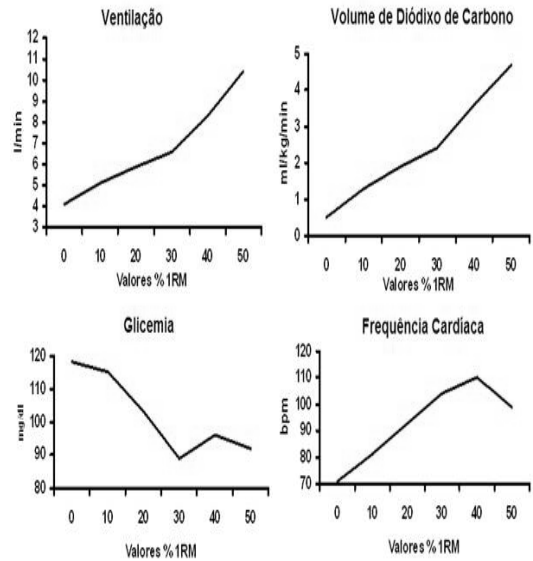 Ventilação
12
11
10
9
8
7
6
5
4
3
l/min
0 10 20 30 40 50
Valores % 1RM
Volume de Diódixo de Carbono
5
4
3
2
1
0
ml/kg/min
0 10 20 30 40 50
Valores % 1RM
Glicemia
120
110
100
90
80
mg/dl
0 10 20 30 40 50
Valores % 1RM
Frequência Cardíaca
120
110
100
90
80
70
bpm
0 10 20 30 40 50
Valores % 1RM